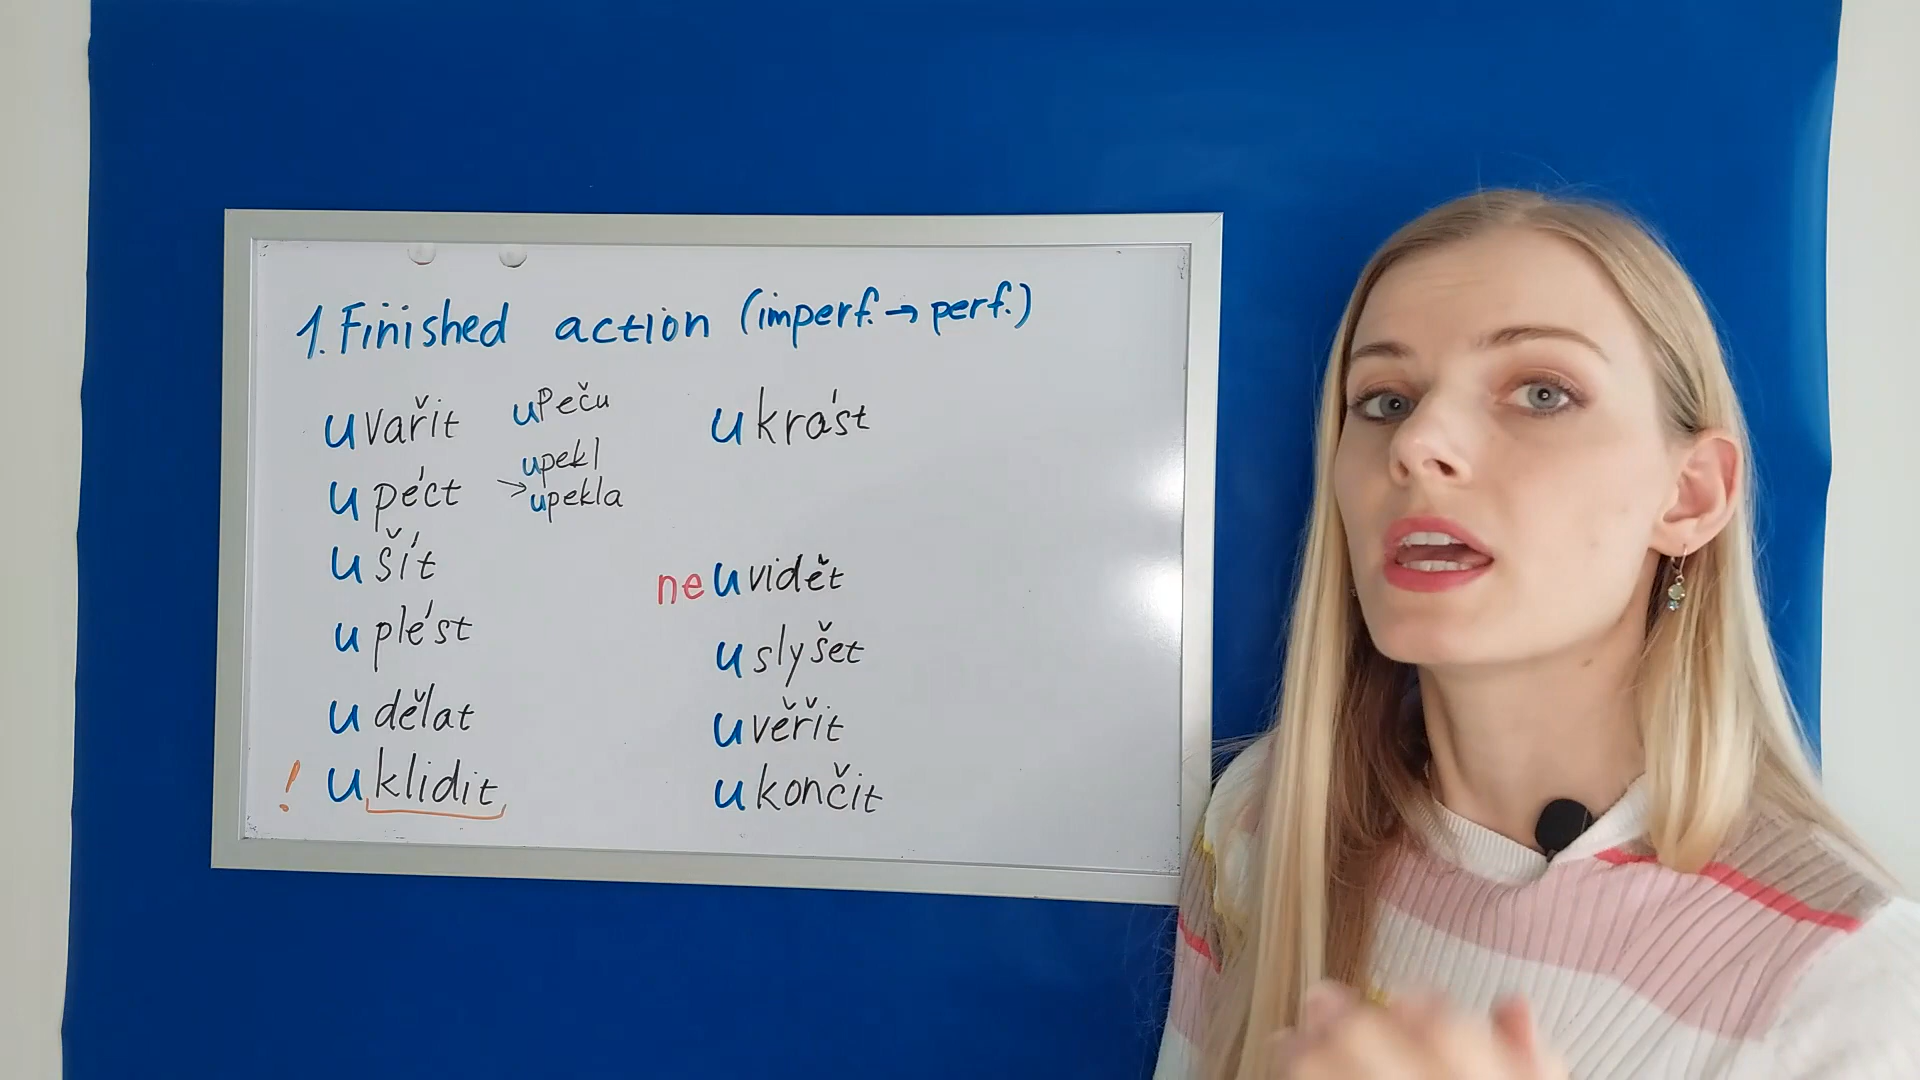 1. Finished action (imperf. → perf.)
uvařit
upéct
ušít
uplést
udělat
! uklidit
upeču
upekl
→ upekla
ukrást
neuvidět
uslyšet
uvěřit
ukončit